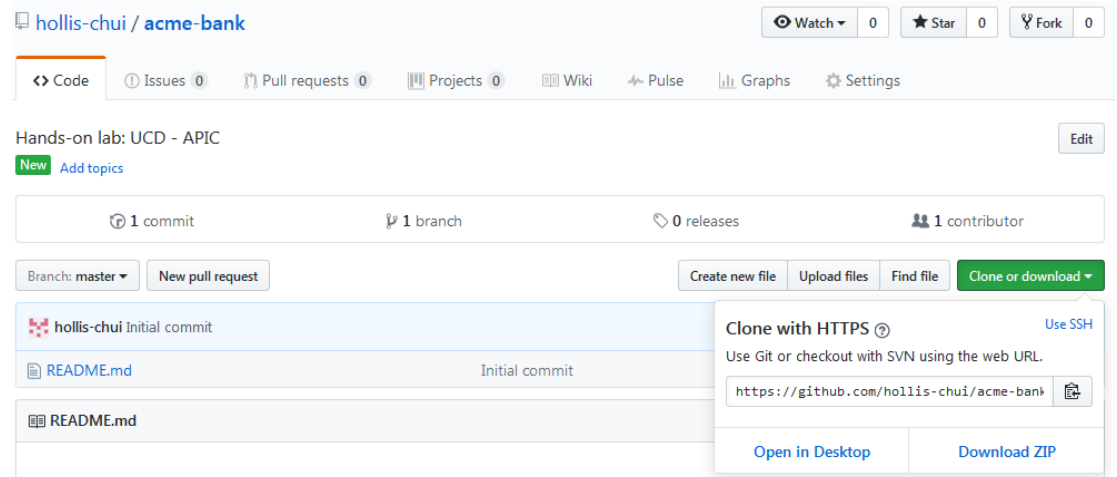 hollis-chui / acme-bank
Watch 0 Star 0 Fork 0
Code Issues 0 Pull requests 0 Projects 0 Wiki Pulse Graphs Settings
Hands-on lab: UCD - APIC
Edit
New Add topics
1 commit 1 branch 0 releases 1 contributor
Branch: master New pull request Create new file Upload files Find file Clone or download
hollis-chui Initial commit
README.md Initial commit
README.md
Clone with HTTPS ? Use SSH
Use Git or checkout with SVN using the web URL.
https://github.com/hollis-chui/acme-bank
Open in Desktop Download ZIP